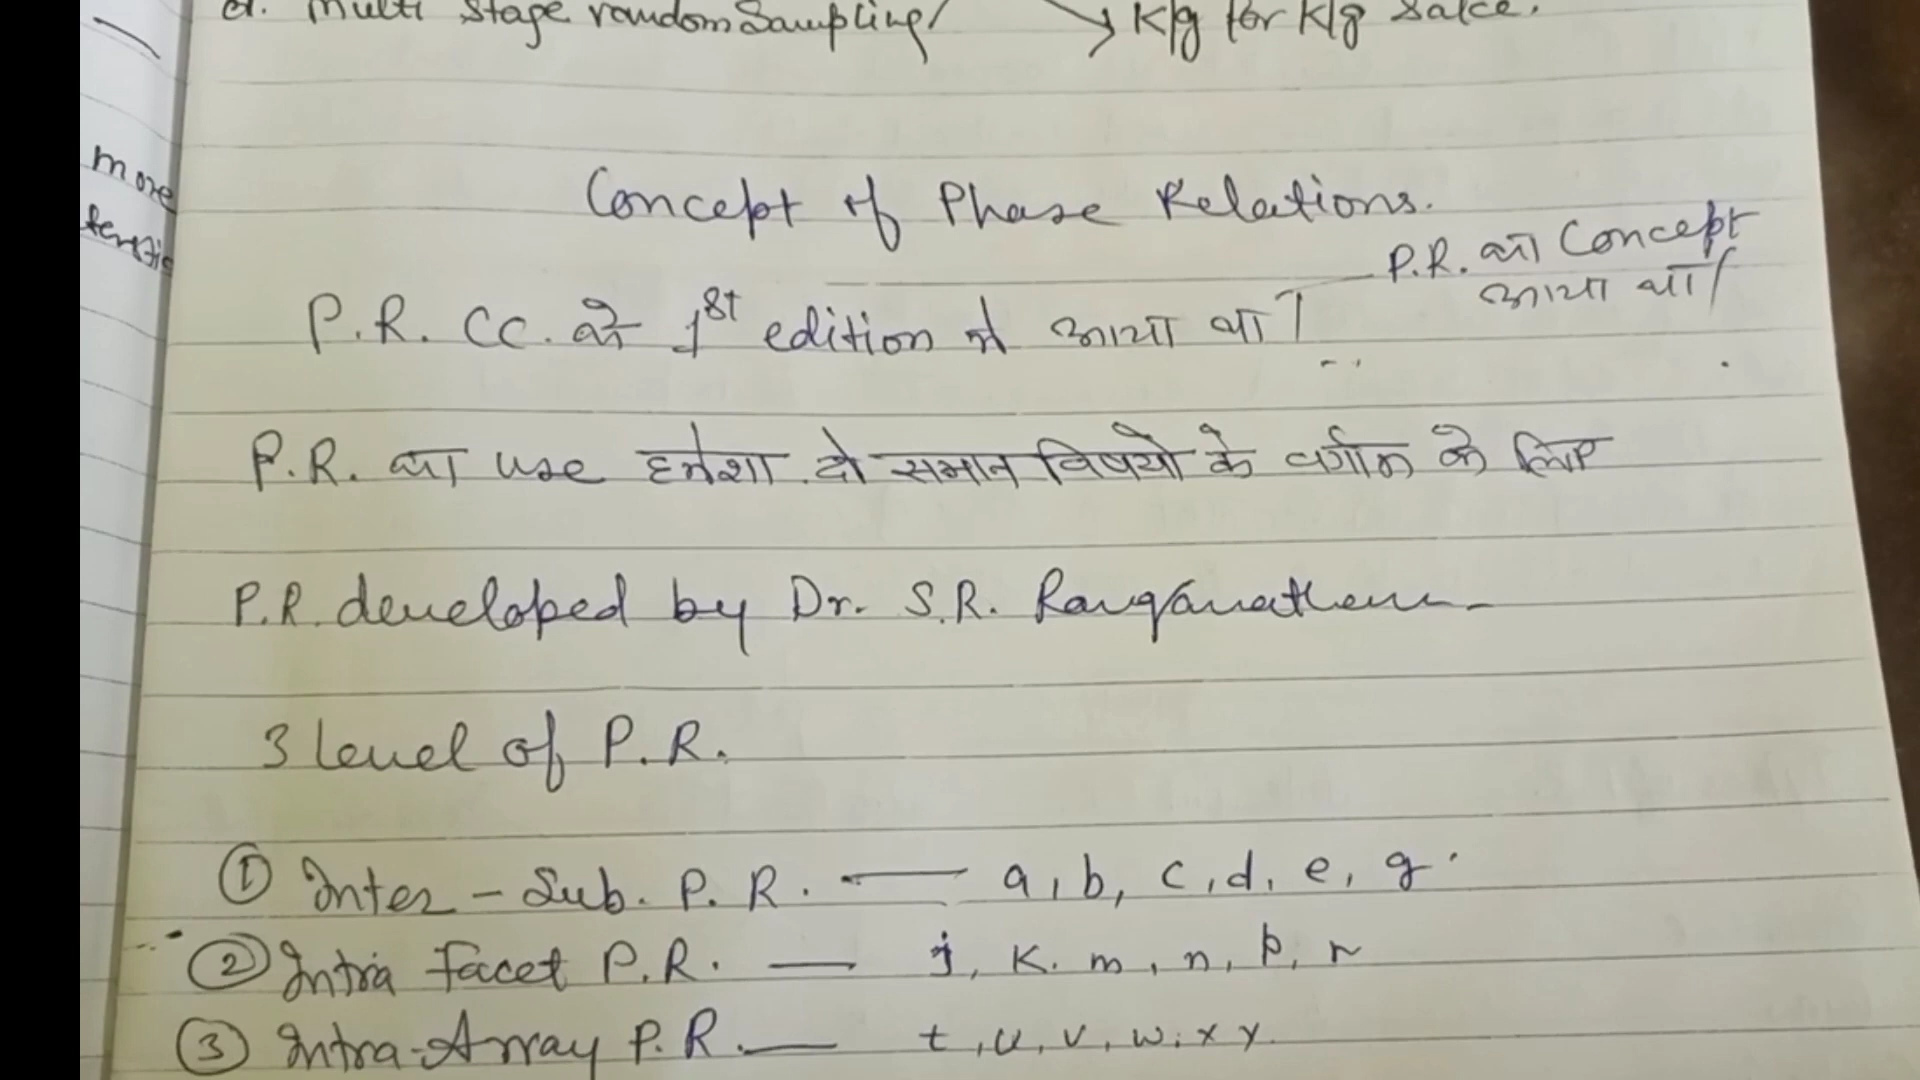 d. Multi stage random Sampling/ → K/g for K/g sake.
more
Concept of Phase Relations.
P.R. का Concept
आया था/
P.R. CC. के 1st edition में आया था।
P.R. का use हमेशा दो समान विषयों के वर्गीकरण के लिए
P.R. developed by Dr. S.R. Ranganathan
3 level of P.R.
① Inter - Sub. P. R. — a, b, c, d, e, g.
② Intra facet P.R. — j, K. m, n, p, r
③ Intra-Array P.R. — t, u, v, w. x y